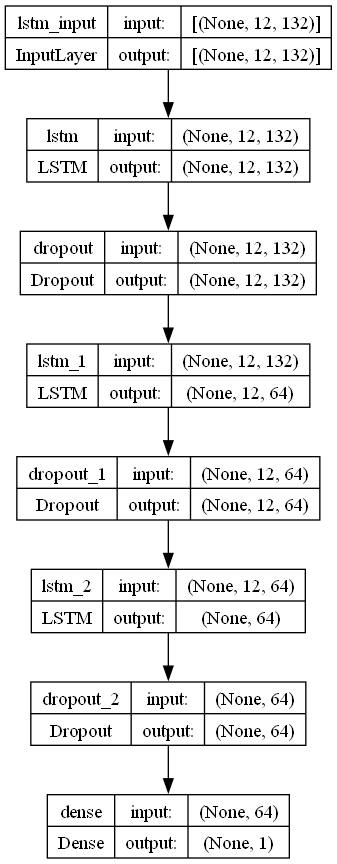 lstm_input input: [(None, 12, 132)]
InputLayer output: [(None, 12, 132)]
lstm input: (None, 12, 132)
LSTM output: (None, 12, 132)
dropout input: (None, 12, 132)
Dropout output: (None, 12, 132)
lstm_1 input: (None, 12, 132)
LSTM output: (None, 12, 64)
dropout_1 input: (None, 12, 64)
Dropout output: (None, 12, 64)
lstm_2 input: (None, 12, 64)
LSTM output: (None, 64)
dropout_2 input: (None, 64)
Dropout output: (None, 64)
dense input: (None, 64)
Dense output: (None, 1)